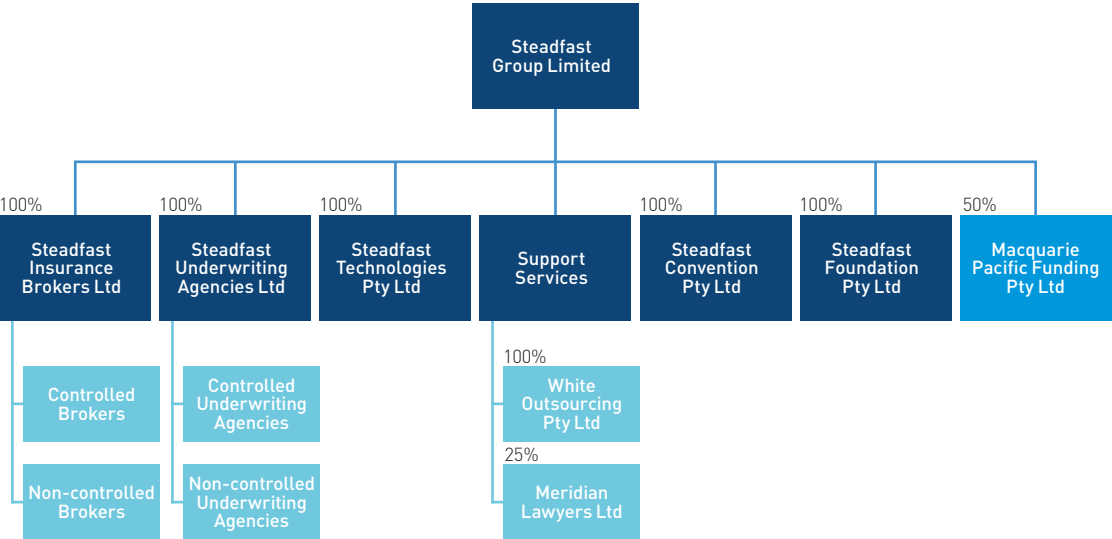 Steadfast
Group Limited
100%
Steadfast
Insurance
Brokers Ltd
100%
Steadfast
Underwriting
Agencies Ltd
100%
Steadfast
Technologies
Pty Ltd
Support
Services
100%
Steadfast
Convention
Pty Ltd
100%
Steadfast
Foundation
Pty Ltd
50%
Macquarie
Pacific Funding
Pty Ltd
Controlled
Brokers
Non-controlled
Brokers
Controlled
Underwriting
Agencies
Non-controlled
Underwriting
Agencies
100%
White
Outsourcing
Pty Ltd
25%
Meridian
Lawyers Ltd